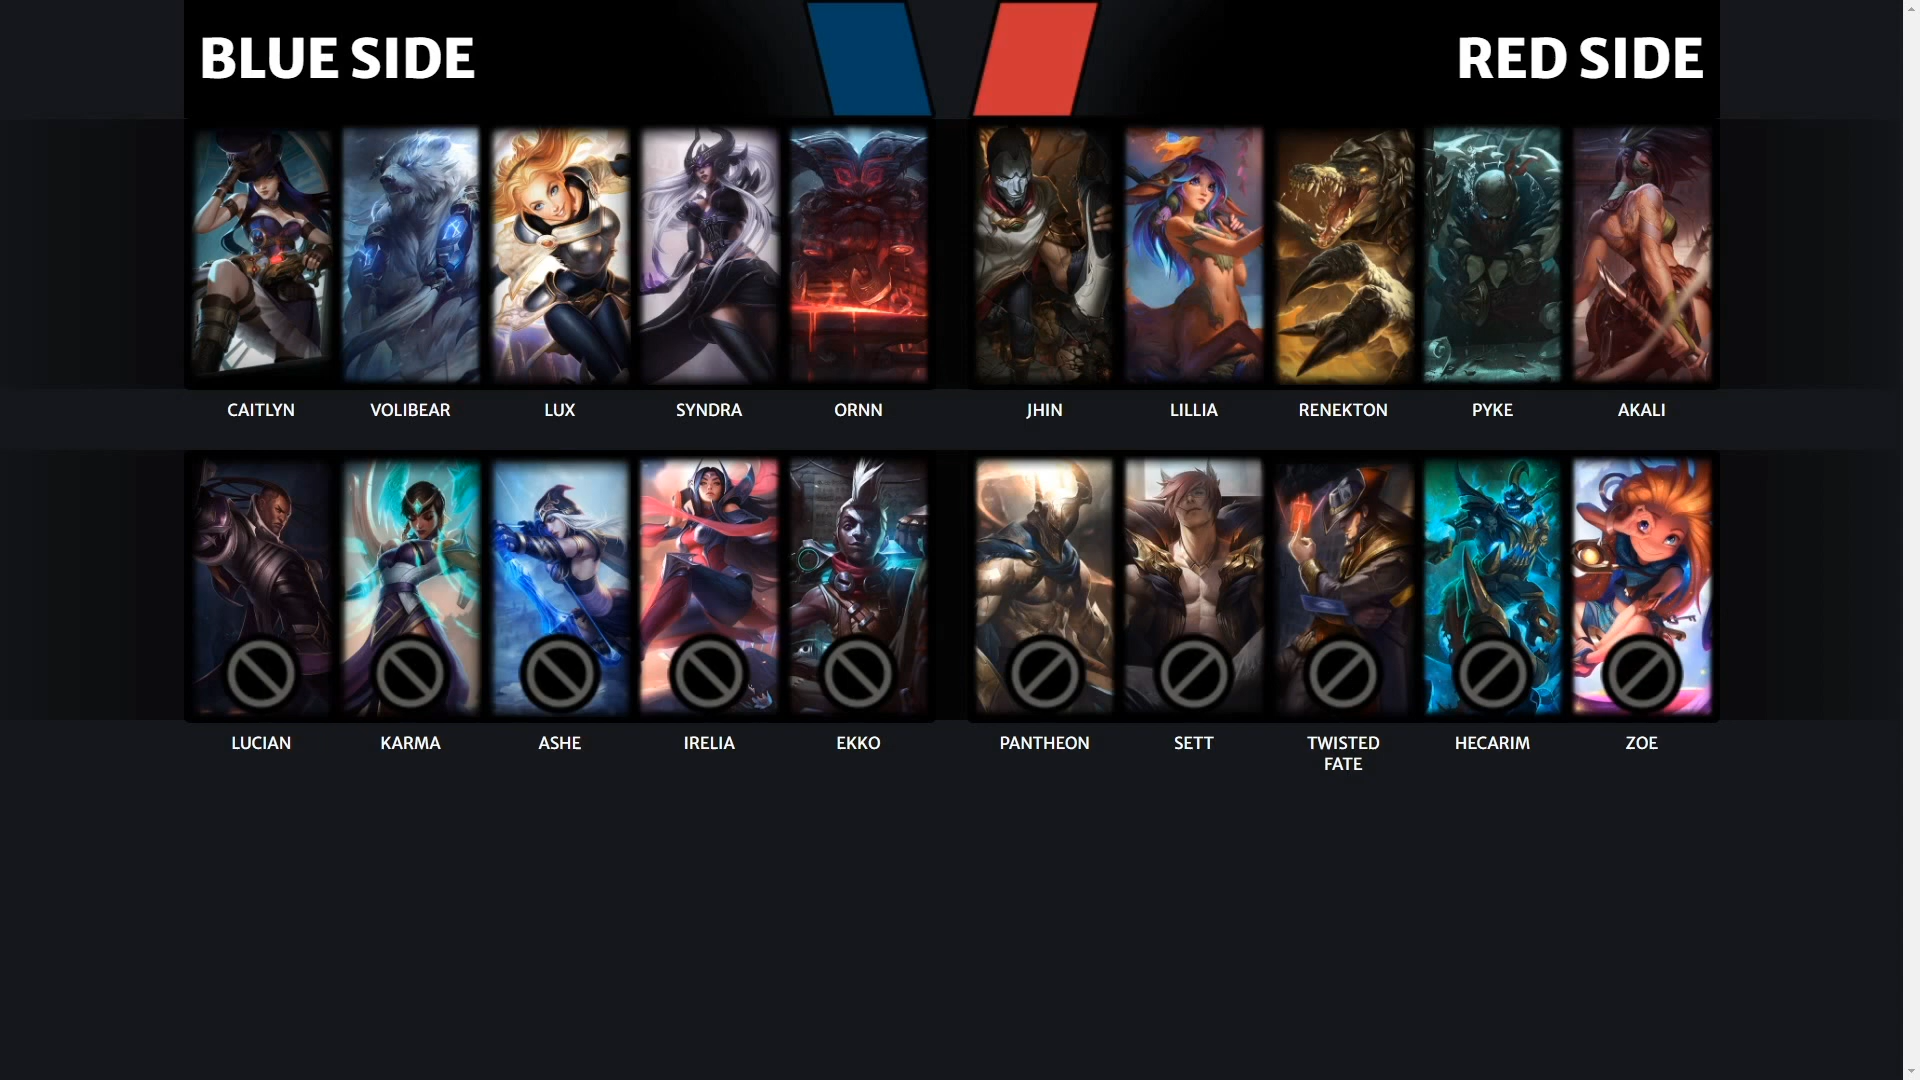 BLUE SIDE
RED SIDE
CAITLYN
VOLIBEAR
LUX
SYNDRA
ORNN
JHIN
LILLIA
RENEKTON
PYKE
AKALI
LUCIAN
KARMA
ASHE
IRELIA
EKKO
PANTHEON
SETT
TWISTED
FATE
HECARIM
ZOE